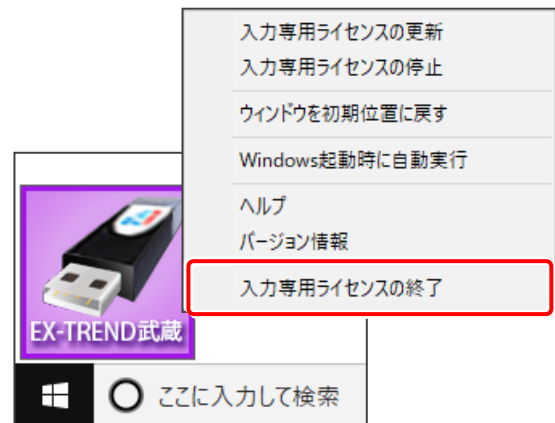 入力専用ライセンスの更新
入力専用ライセンスの停止
ウィンドウを初期位置に戻す
Windows起動時に自動実行
ヘルプ
バージョン情報
入力専用ライセンスの終了
EX-TREND武蔵
ここに入力して検索